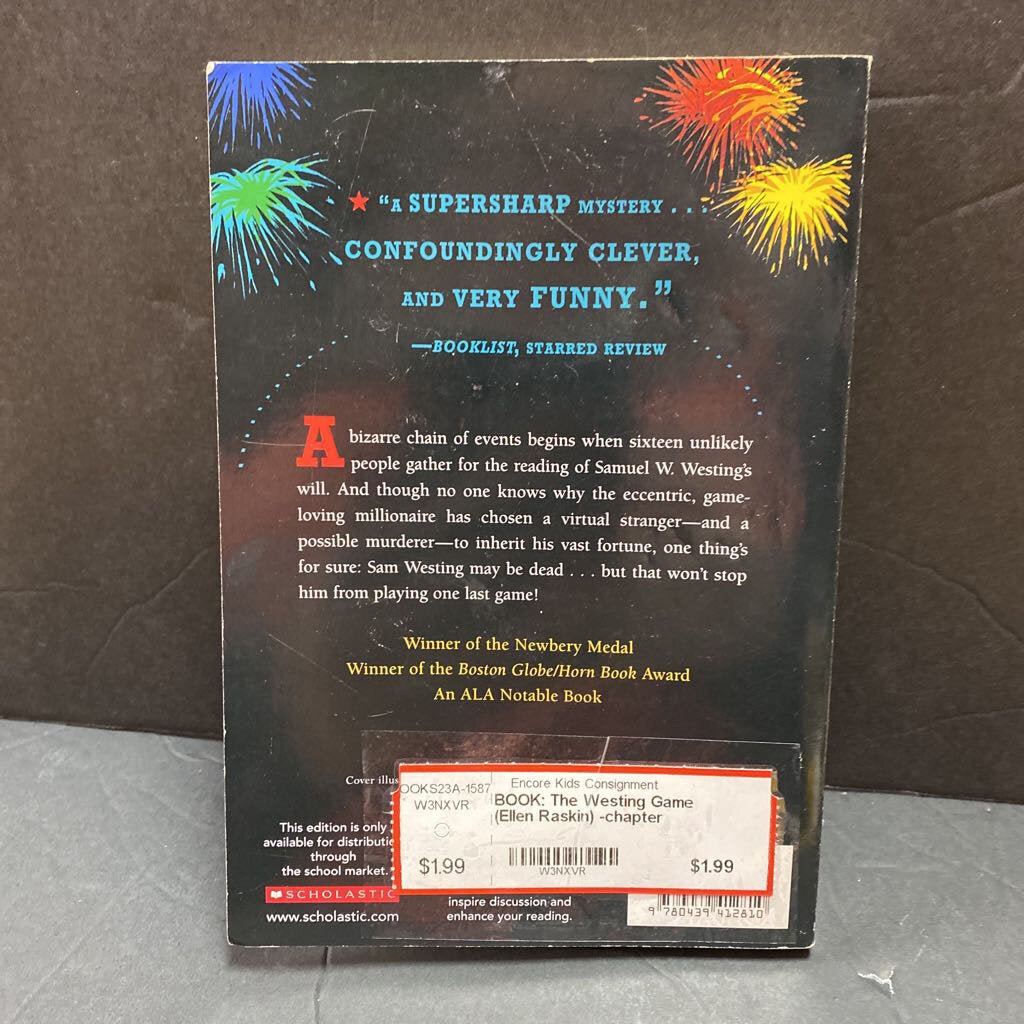 ★ “A SUPERSHARP MYSTERY . . .
CONFOUNDINGLY CLEVER,
AND VERY FUNNY.”
—BOOKLIST, STARRED REVIEW
A bizarre chain of events begins when sixteen unlikely
people gather for the reading of Samuel W. Westing’s
will. And though no one knows why the eccentric, game-
loving millionaire has chosen a virtual stranger—and a
possible murderer—to inherit his vast fortune, one thing’s
for sure: Sam Westing may be dead . . . but that won’t stop
him from playing one last game!
Winner of the Newbery Medal
Winner of the Boston Globe/Horn Book Award
An ALA Notable Book
Cover illus
OOKS23A-1587
W3NXVR
$1.99
Encore Kids Consignment
BOOK: The Westing Game
(Ellen Raskin) -chapter
W3NXVR
$1.99
This edition is only
available for distributio
through
the school market.
SCHOLASTIC
www.scholastic.com
inspire discussion and
enhance your reading.
9 780439 412810